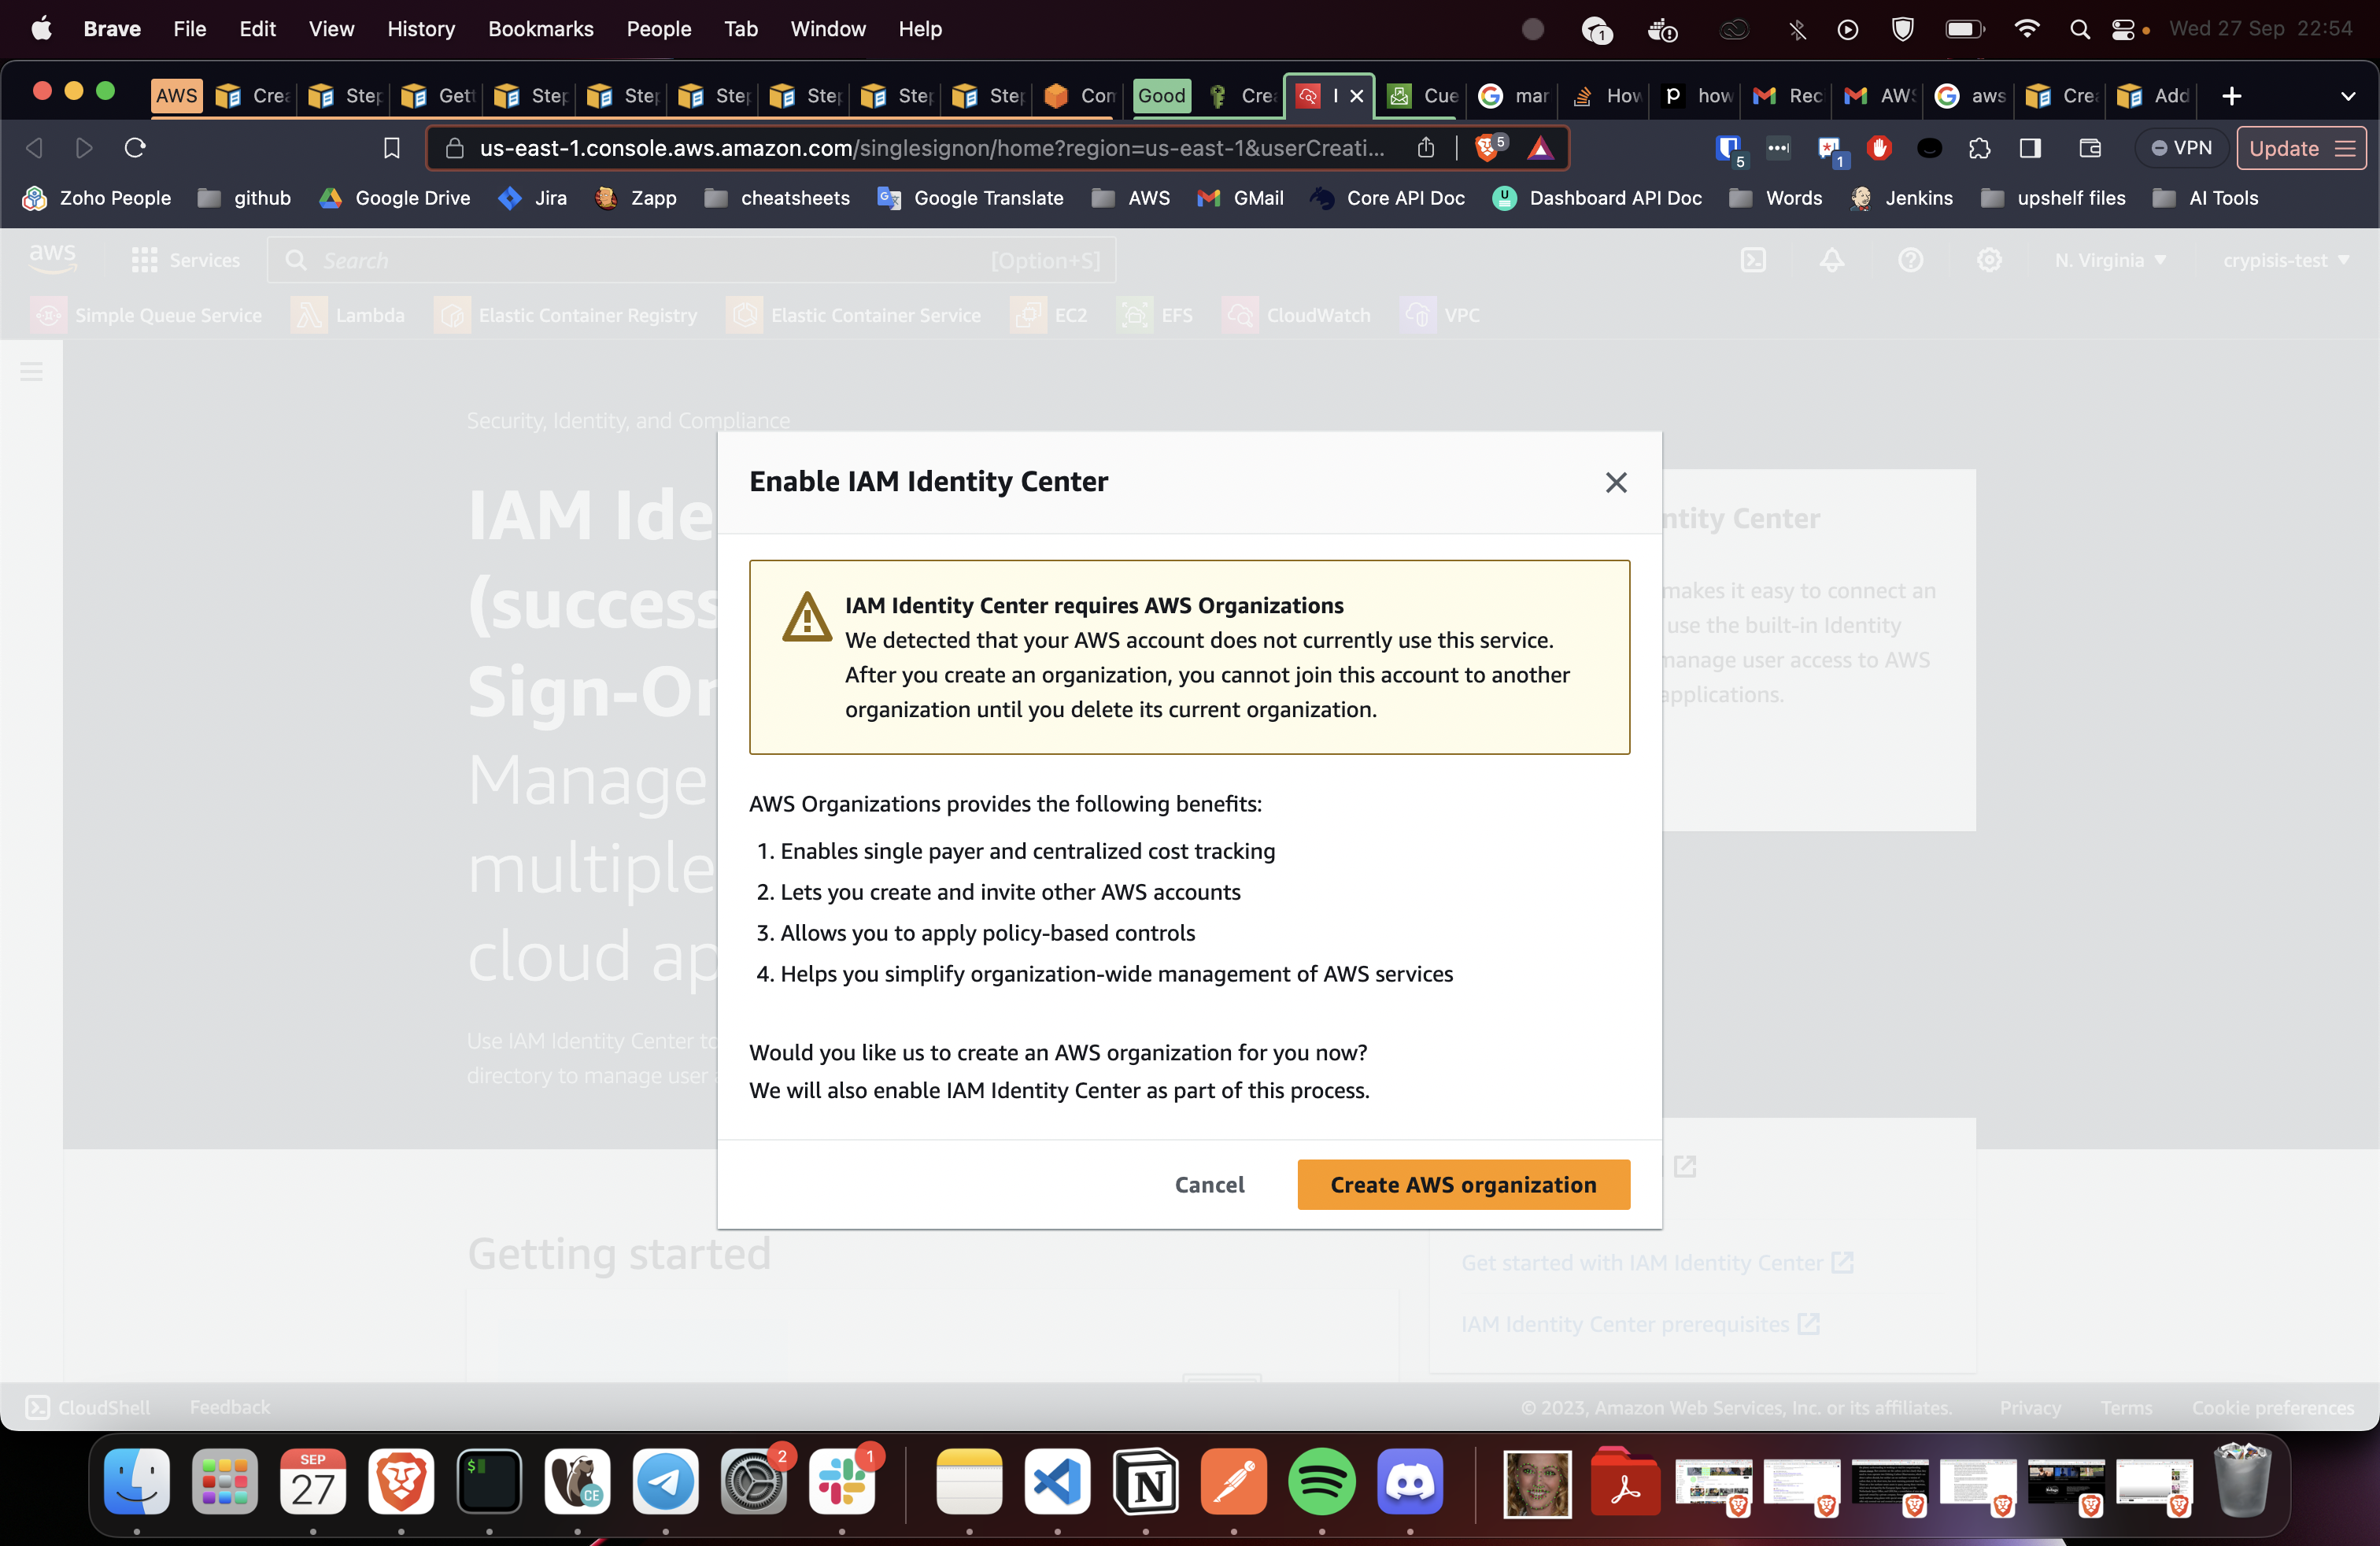 Brave File Edit View History Bookmarks People Tab Window Help 1 Wed 27 Sep 22:54
AWS Crea Step Gett Step Step Step Step Step Step Con Good Crea I Cue mar How how Rec AWS aws Crea Add
us-east-1.console.aws.amazon.com/singlesignon/home?region=us-east-1&userCreati... 5 5 1 VPN Update
Zoho People github Google Drive Jira Zapp cheatsheets Google Translate AWS GMail Core API Doc Dashboard API Doc Words Jenkins upshelf files AI Tools
aws Services Search [Option+S] N. Virginia crypisis-test
Simple Queue Service Lambda Elastic Container Registry Elastic Container Service EC2 EFS CloudWatch VPC
Security, Identity, and Compliance
IAM Ide
(success
Sign-On
Manage
multiple
cloud ap
Use IAM Identity Center to
directory to manage user a
ntity Center
makes it easy to connect an
use the built-in Identity
manage user access to AWS
applications.
Enable IAM Identity Center
IAM Identity Center requires AWS Organizations
We detected that your AWS account does not currently use this service.
After you create an organization, you cannot join this account to another
organization until you delete its current organization.
AWS Organizations provides the following benefits:
1. Enables single payer and centralized cost tracking
2. Lets you create and invite other AWS accounts
3. Allows you to apply policy-based controls
4. Helps you simplify organization-wide management of AWS services
Would you like us to create an AWS organization for you now?
We will also enable IAM Identity Center as part of this process.
Cancel Create AWS organization
Getting started
Get started with IAM Identity Center
IAM Identity Center prerequisites
CloudShell Feedback © 2023, Amazon Web Services, Inc. or its affiliates. Privacy Terms Cookie preferences
SEP
27
$
CE
2
1